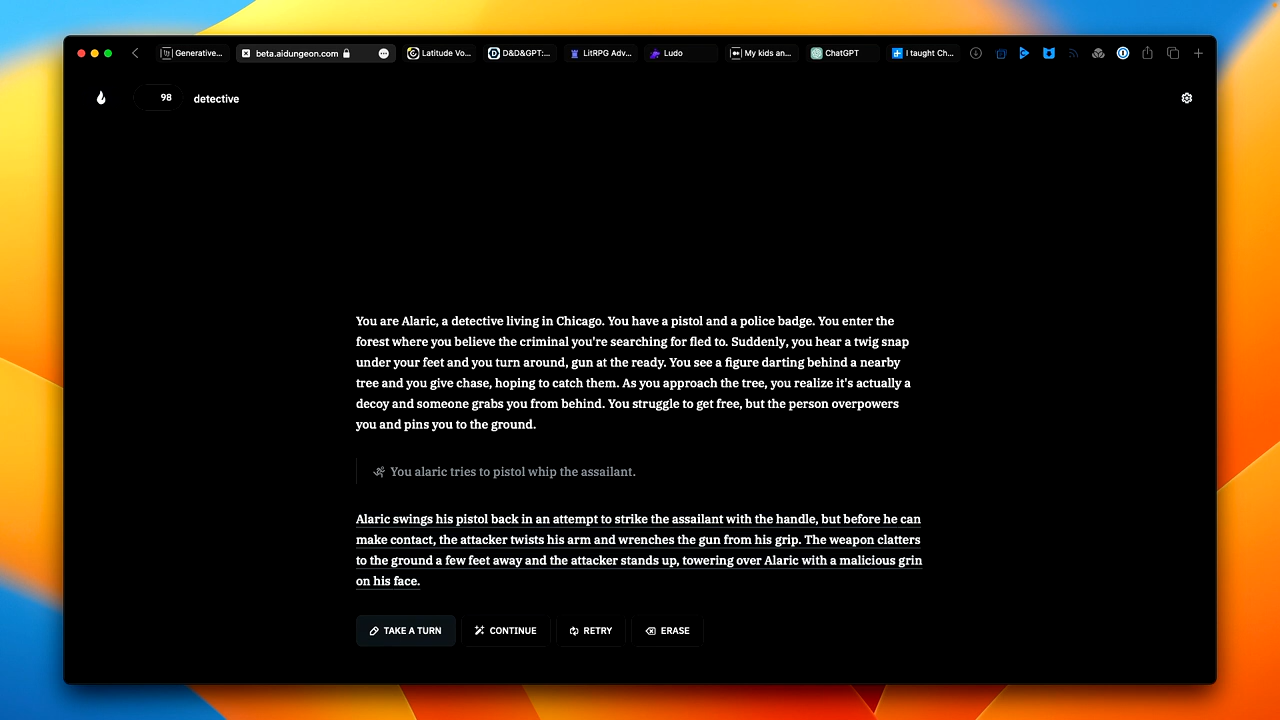 Generative...
beta.aidungeon.com
Latitude Vo...
D&D&GPT:...
LitRPG Adv...
Ludo
My kids an...
ChatGPT
I taught Ch...
98
detective
You are Alaric, a detective living in Chicago. You have a pistol and a police badge. You enter the
forest where you believe the criminal you're searching for fled to. Suddenly, you hear a twig snap
under your feet and you turn around, gun at the ready. You see a figure darting behind a nearby
tree and you give chase, hoping to catch them. As you approach the tree, you realize it's actually a
decoy and someone grabs you from behind. You struggle to get free, but the person overpowers
you and pins you to the ground.
You alaric tries to pistol whip the assailant.
Alaric swings his pistol back in an attempt to strike the assailant with the handle, but before he can
make contact, the attacker twists his arm and wrenches the gun from his grip. The weapon clatters
to the ground a few feet away and the attacker stands up, towering over Alaric with a malicious grin
on his face.
TAKE A TURN
CONTINUE
RETRY
ERASE